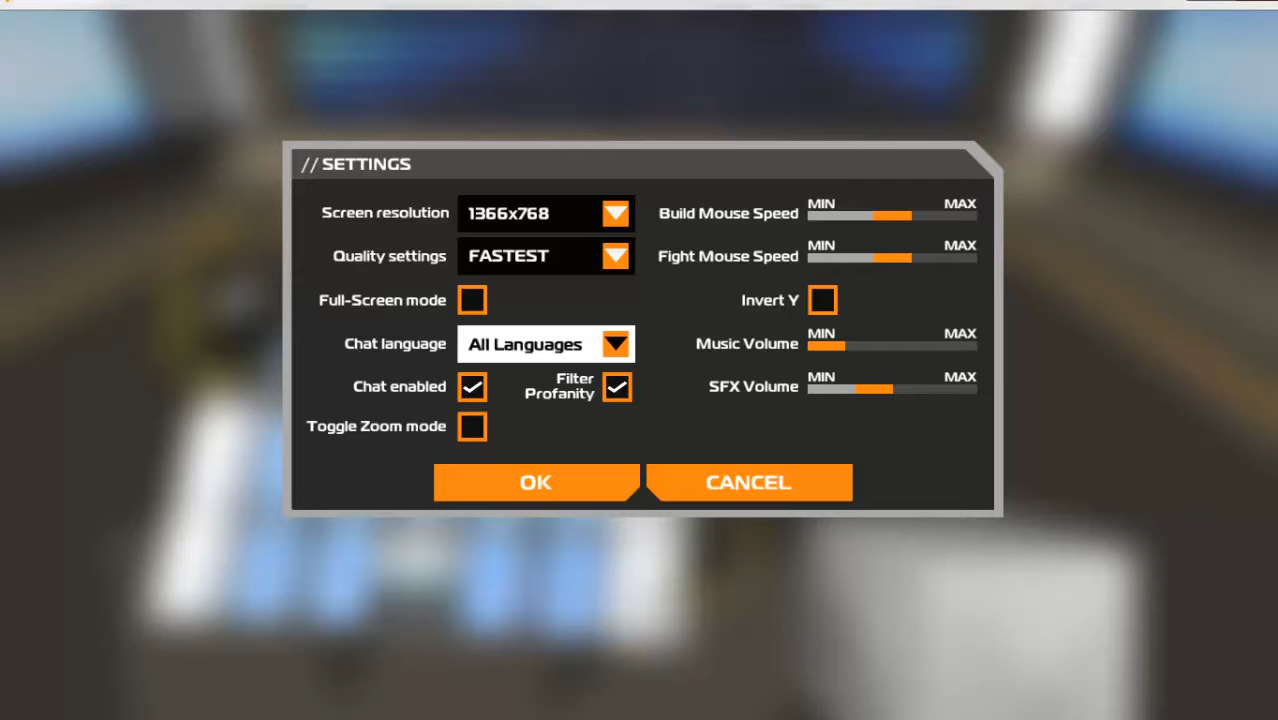 // SETTINGS
Screen resolution 1366x768
Build Mouse Speed MIN MAX
Quality settings FASTEST
Fight Mouse Speed MIN MAX
Full-Screen mode
Invert Y
Chat language All Languages
Music Volume MIN MAX
Chat enabled
Filter
Profanity
SFX Volume MIN MAX
Toggle Zoom mode
OK
CANCEL